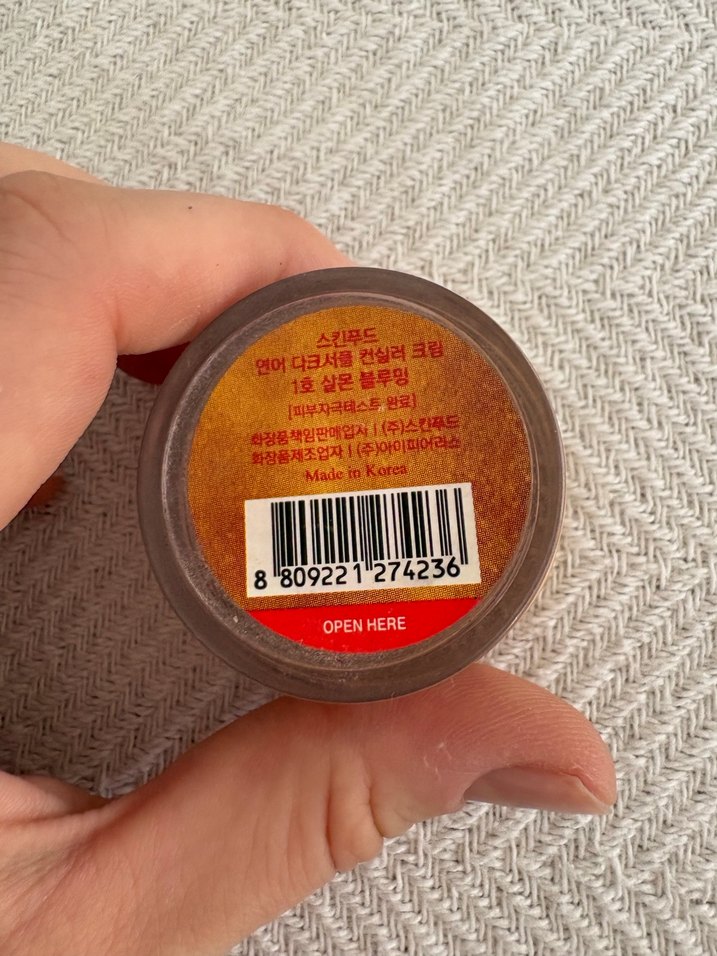 스킨푸드
연어 다크서클 컨실러 크림
1호 살몬 블루밍
[피부자극테스트 완료]
화장품책임판매업자 | (주)스킨푸드
화장품제조업자 | (주)아이피어리스
Made in Korea
8 809221 274236
OPEN HERE